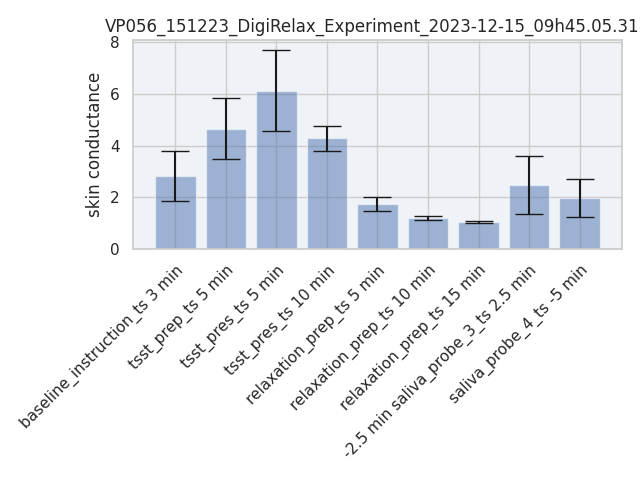 VP056_151223_DigiRelax_Experiment_2023-12-15_09h45.05.31
8
6
4
2
0
skin conductance
baseline_instruction_ts 3 min
tsst_prep_ts 5 min
tsst_pres_ts 5 min
tsst_pres_ts 10 min
relaxation_prep_ts 5 min
relaxation_prep_ts 10 min
relaxation_prep_ts 15 min
-2.5 min saliva_probe_3_ts 2.5 min
saliva_probe_4_ts -5 min